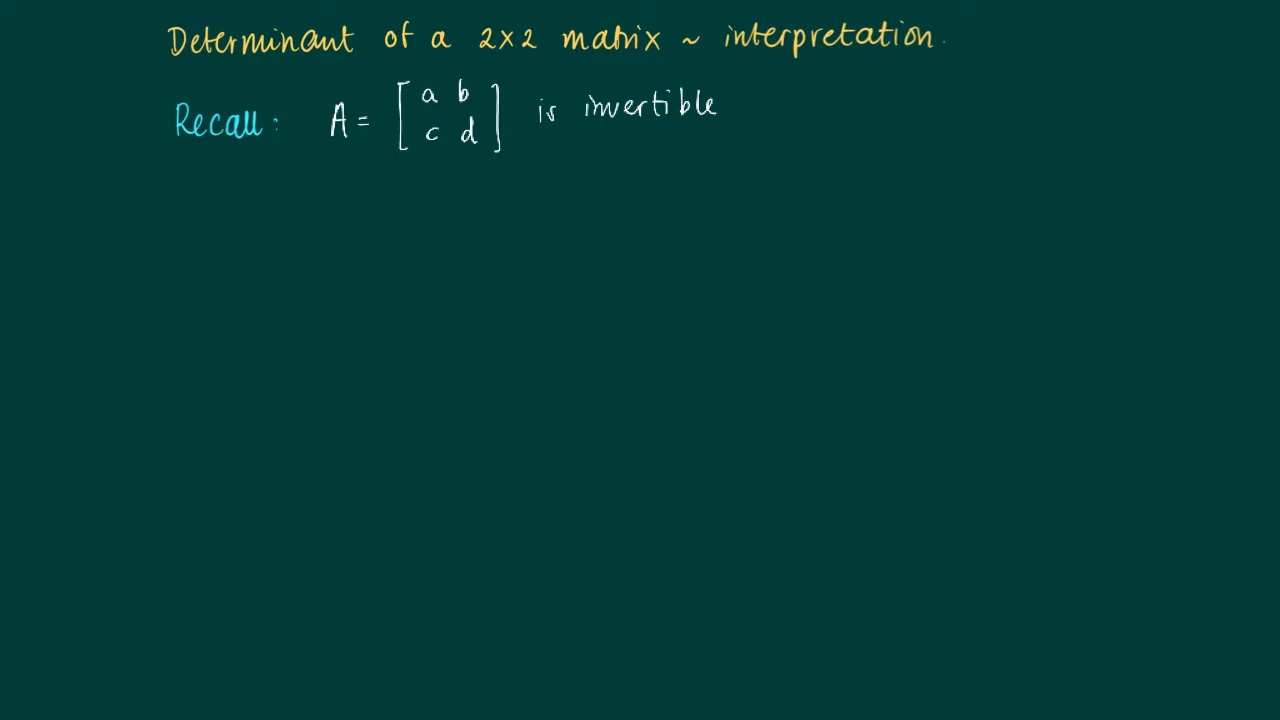 Determinant of a 2x2 matrix ~ interpretation.
Recall: A = [ a b
c d ] is invertible